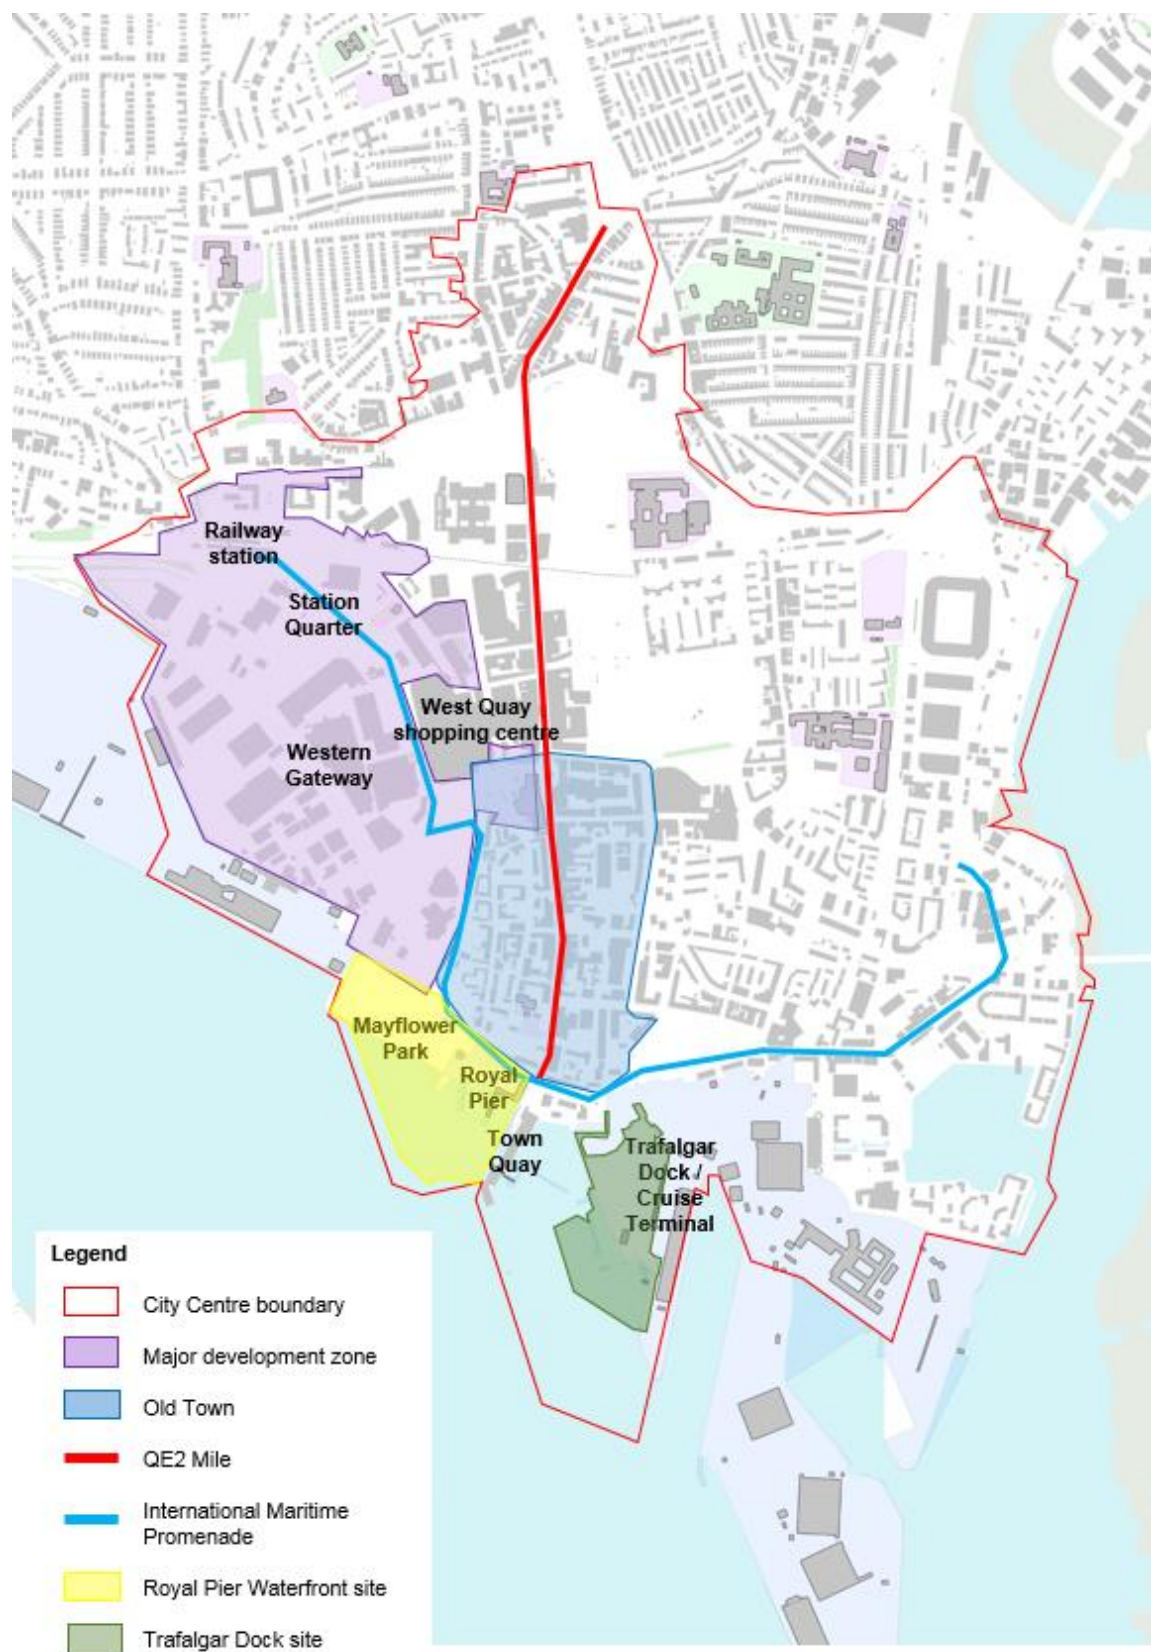 Railway
station
Station
Quarter
West Quay
shopping centre
Western
Gateway
Mayflower
Park
Royal
Pier
Town
Quay
Trafalgar
Dock /
Cruise
Terminal
Legend
City Centre boundary
Major development zone
Old Town
QE2 Mile
International Maritime
Promenade
Royal Pier Waterfront site
Trafalgar Dock site